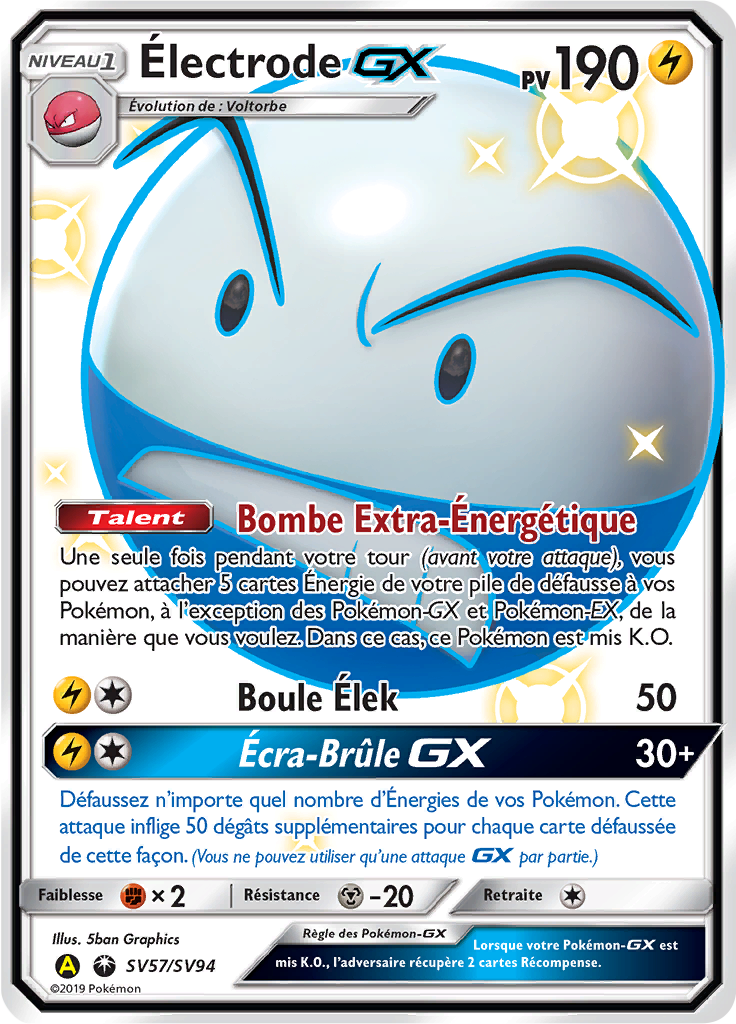 NIVEAU 1
Électrode GX
PV 190
Évolution de : Voltorbe
Talent Bombe Extra-Énergétique
Une seule fois pendant votre tour (avant votre attaque), vous
pouvez attacher 5 cartes Énergie de votre pile de défausse à vos
Pokémon, à l'exception des Pokémon-GX et Pokémon-EX, de la
manière que vous voulez. Dans ce cas, ce Pokémon est mis K.O.
Boule Élek 50
Écra-Brûle GX 30+
Défaussez n'importe quel nombre d'Énergies de vos Pokémon. Cette
attaque inflige 50 dégâts supplémentaires pour chaque carte défaussée
de cette façon. (Vous ne pouvez utiliser qu'une attaque GX par partie.)
Faiblesse ×2 Résistance -20 Retraite
Illus. 5ban Graphics
A SV57/SV94
©2019 Pokémon
Règle des Pokémon-GX
Lorsque votre Pokémon-GX est
mis K.O., l'adversaire récupère 2 cartes Récompense.